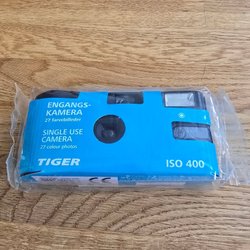 ENGANGS-
KAMERA
27 farvebilleder
SINGLE USE
CAMERA
27 colour photos
TIGER
ISO 400